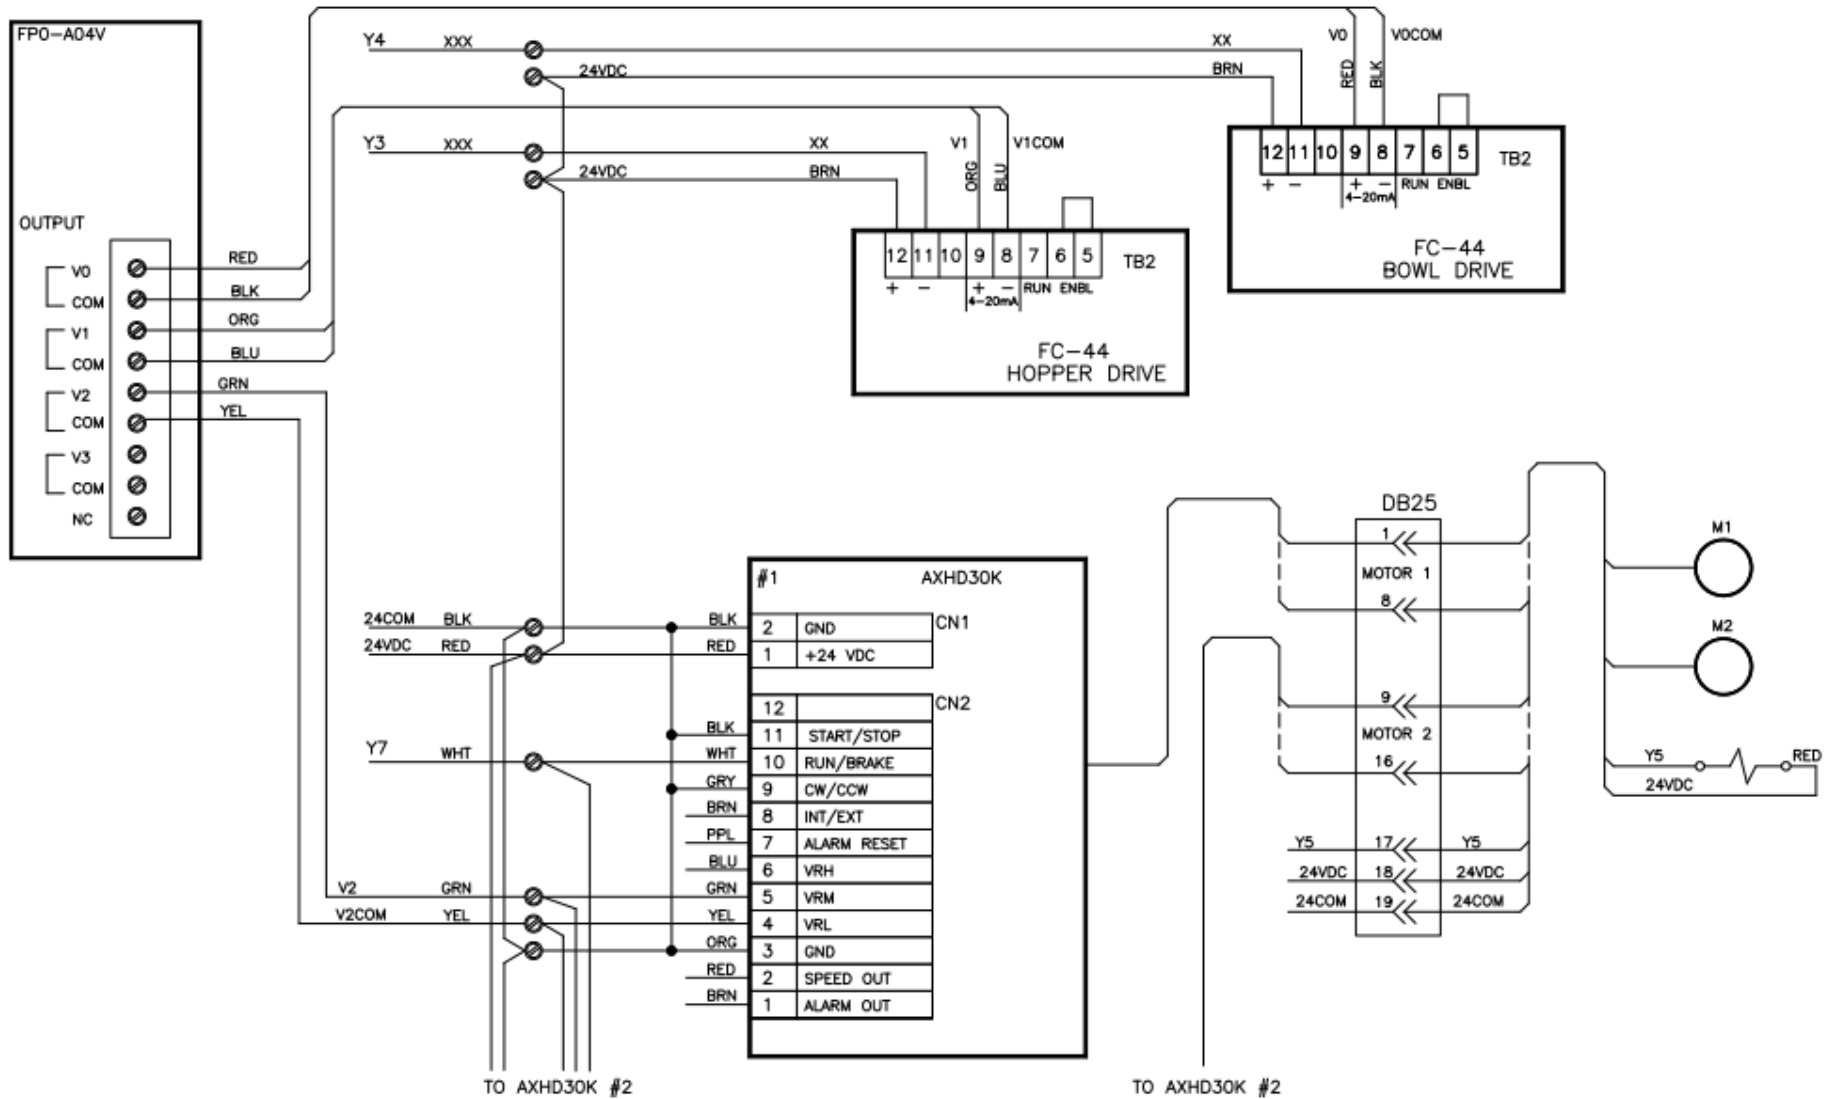 FP0-A04V
OUTPUT
V0
COM
V1
COM
V2
COM
V3
COM
NC
RED
BLK
ORG
BLU
GRN
YEL
Y4 XXX XX
24VDC BRN
V0 V0COM
RED BLK
12 11 10 9 8 7 6 5 TB2
+ - + - RUN ENBL
4-20mA
FC-44
BOWL DRIVE
Y3 XXX XX
24VDC BRN
V1 V1COM
ORG BLU
12 11 10 9 8 7 6 5 TB2
+ - + - RUN ENBL
4-20mA
FC-44
HOPPER DRIVE
#1 AXHD30K
24COM BLK BLK 2 GND CN1
24VDC RED RED 1 +24 VDC
12 CN2
BLK 11 START/STOP
Y7 WHT WHT 10 RUN/BRAKE
GRY 9 CW/CCW
BRN 8 INT/EXT
PPL 7 ALARM RESET
BLU 6 VRH
V2 GRN GRN 5 VRM
V2COM YEL YEL 4 VRL
ORG 3 GND
RED 2 SPEED OUT
BRN 1 ALARM OUT
TO AXHD30K #2
DB25
1
MOTOR 1
8
9
MOTOR 2
16
Y5 17 Y5
24VDC 18 24VDC
24COM 19 24COM
M1
M2
Y5 RED
24VDC
TO AXHD30K #2